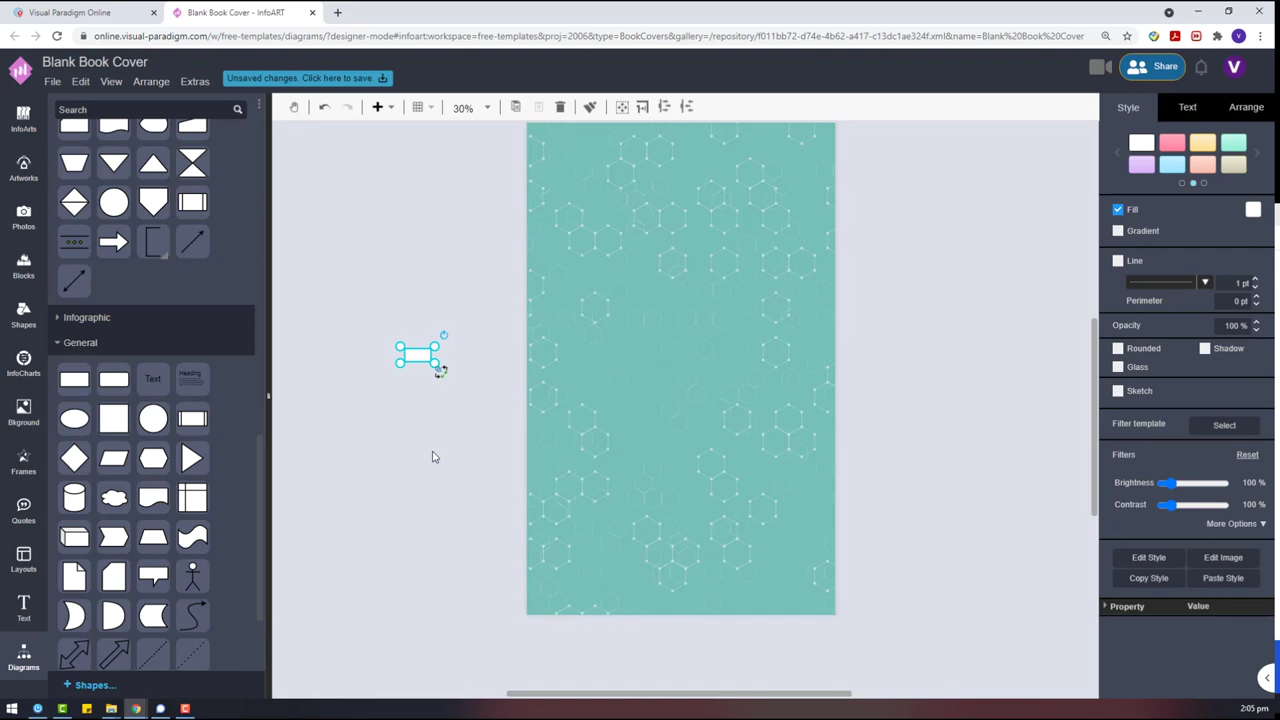 Visual Paradigm Online
Blank Book Cover - InfoART
online.visual-paradigm.com/w/free-templates/diagrams/?designer-mode#infoart:workspace=free-templates&proj=2006&type=BookCovers&gallery=/repository/f011bb72-d74e-4b62-a417-c13dc1ae324f.xml&name=Blank%20Book%20Cover
Blank Book Cover
File Edit View Arrange Extras
Unsaved changes. Click here to save.
Share
V
Search
30%
Style Text Arrange
InfoArts
Artworks
Photos
Blocks
Shapes
InfoCharts
Bkground
Frames
Quotes
Layouts
Text
Diagrams
Infographic
General
Text
Heading
+ Shapes...
Fill
Gradient
Line
1 pt
Perimeter 0 pt
Opacity 100 %
Rounded Shadow
Glass
Sketch
Filter template Select
Filters Reset
Brightness 100 %
Contrast 100 %
More Options
Edit Style Edit Image
Copy Style Paste Style
Property Value
2:05 pm